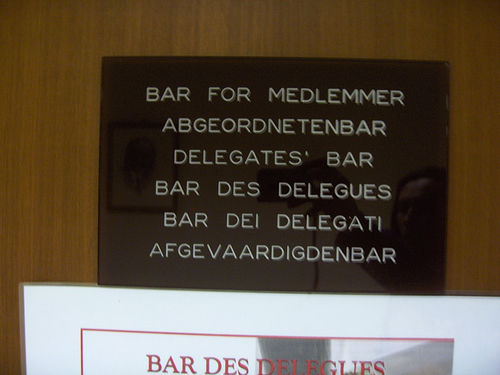 BAR FOR MEDLEMMER
ABGEORDNETENBAR
DELEGATES' BAR
BAR DES DELEGUES
BAR DEI DELEGATI
AFGEVAARDIGDENBAR
BAR DES DELEGUES